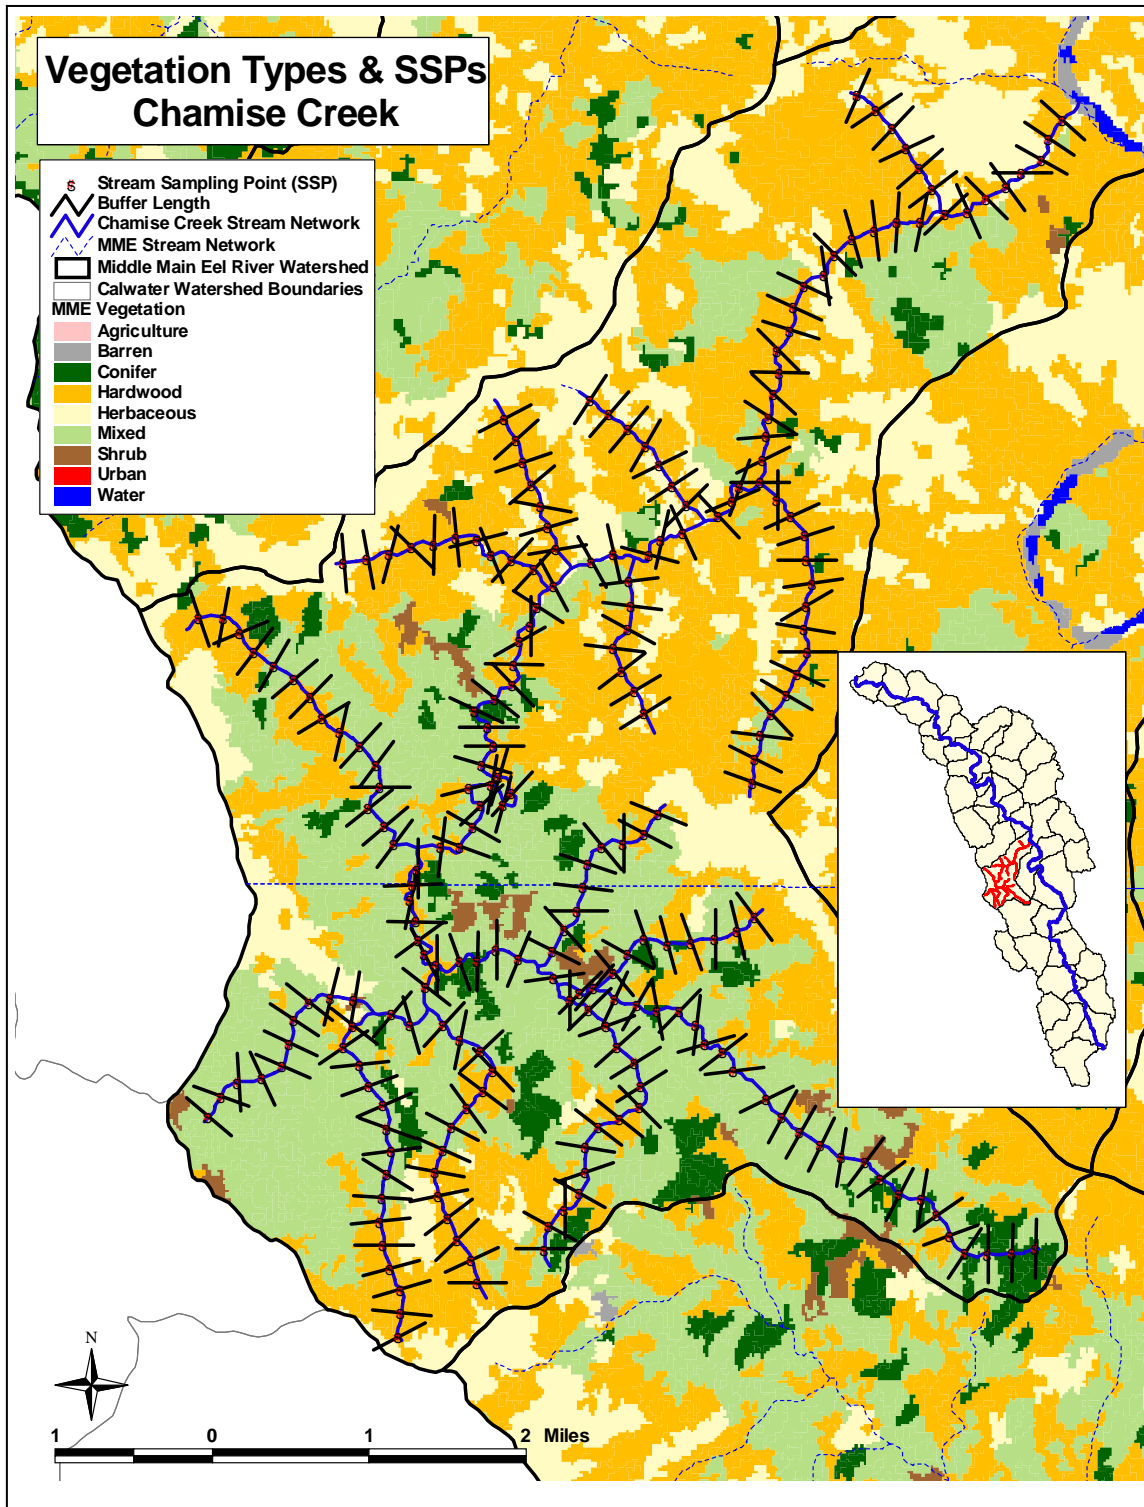 Vegetation Types & SSPs
Chamise Creek
Stream Sampling Point (SSP)
Buffer Length
Chamise Creek Stream Network
MME Stream Network
Middle Main Eel River Watershed
Calwater Watershed Boundaries
MME Vegetation
Agriculture
Barren
Conifer
Hardwood
Herbaceous
Mixed
Shrub
Urban
Water
N
1 0 1 2 Miles